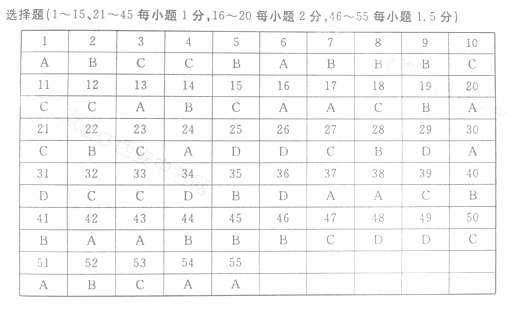 选择题(1～15、21～45 每小题 1 分,16～20 每小题 2 分,46～55 每小题 1.5 分)
1 2 3 4 5 6 7 8 9 10
A B C C B A B B B C
11 12 13 14 15 16 17 18 19 20
C C A B C A A C B A
21 22 23 24 25 26 27 28 29 30
C B C A D D C B D A
31 32 33 34 35 36 37 38 39 40
D C C D B D A A C B
41 42 43 44 45 46 47 48 49 50
B A A B B B C D D C
51 52 53 54 55
A B C A A